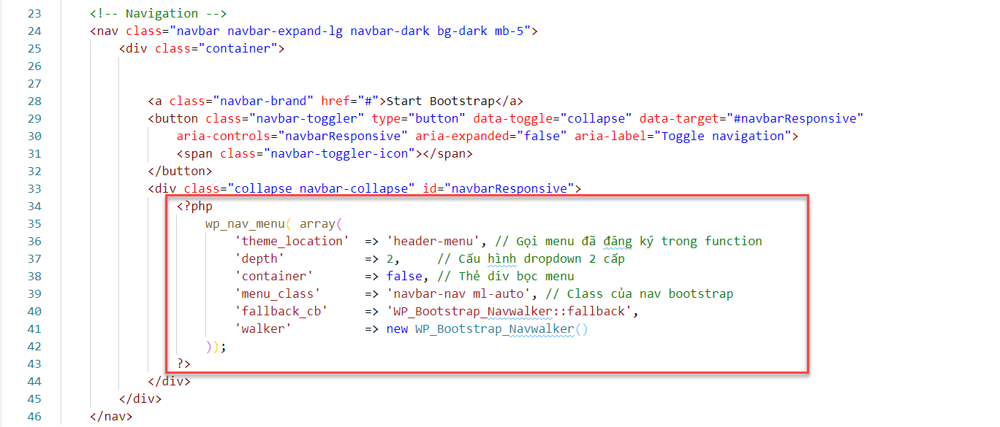 23 <!-- Navigation -->
24 <nav class="navbar navbar-expand-lg navbar-dark bg-dark mb-5">
25 <div class="container">
26
27
28 <a class="navbar-brand" href="#">Start Bootstrap</a>
29 <button class="navbar-toggler" type="button" data-toggle="collapse" data-target="#navbarResponsive"
30 aria-controls="navbarResponsive" aria-expanded="false" aria-label="Toggle navigation">
31 <span class="navbar-toggler-icon"></span>
32 </button>
33 <div class="collapse navbar-collapse" id="navbarResponsive">
34 <?php
35 wp_nav_menu( array(
36 'theme_location' => 'header-menu', // Gọi menu đã đăng ký trong function
37 'depth' => 2, // Cấu hình dropdown 2 cấp
38 'container' => false, // Thẻ div bọc menu
39 'menu_class' => 'navbar-nav ml-auto', // Class của nav bootstrap
40 'fallback_cb' => 'WP_Bootstrap_Navwalker::fallback',
41 'walker' => new WP_Bootstrap_Navwalker()
42 ));
43 ?>
44 </div>
45 </div>
46 </nav>